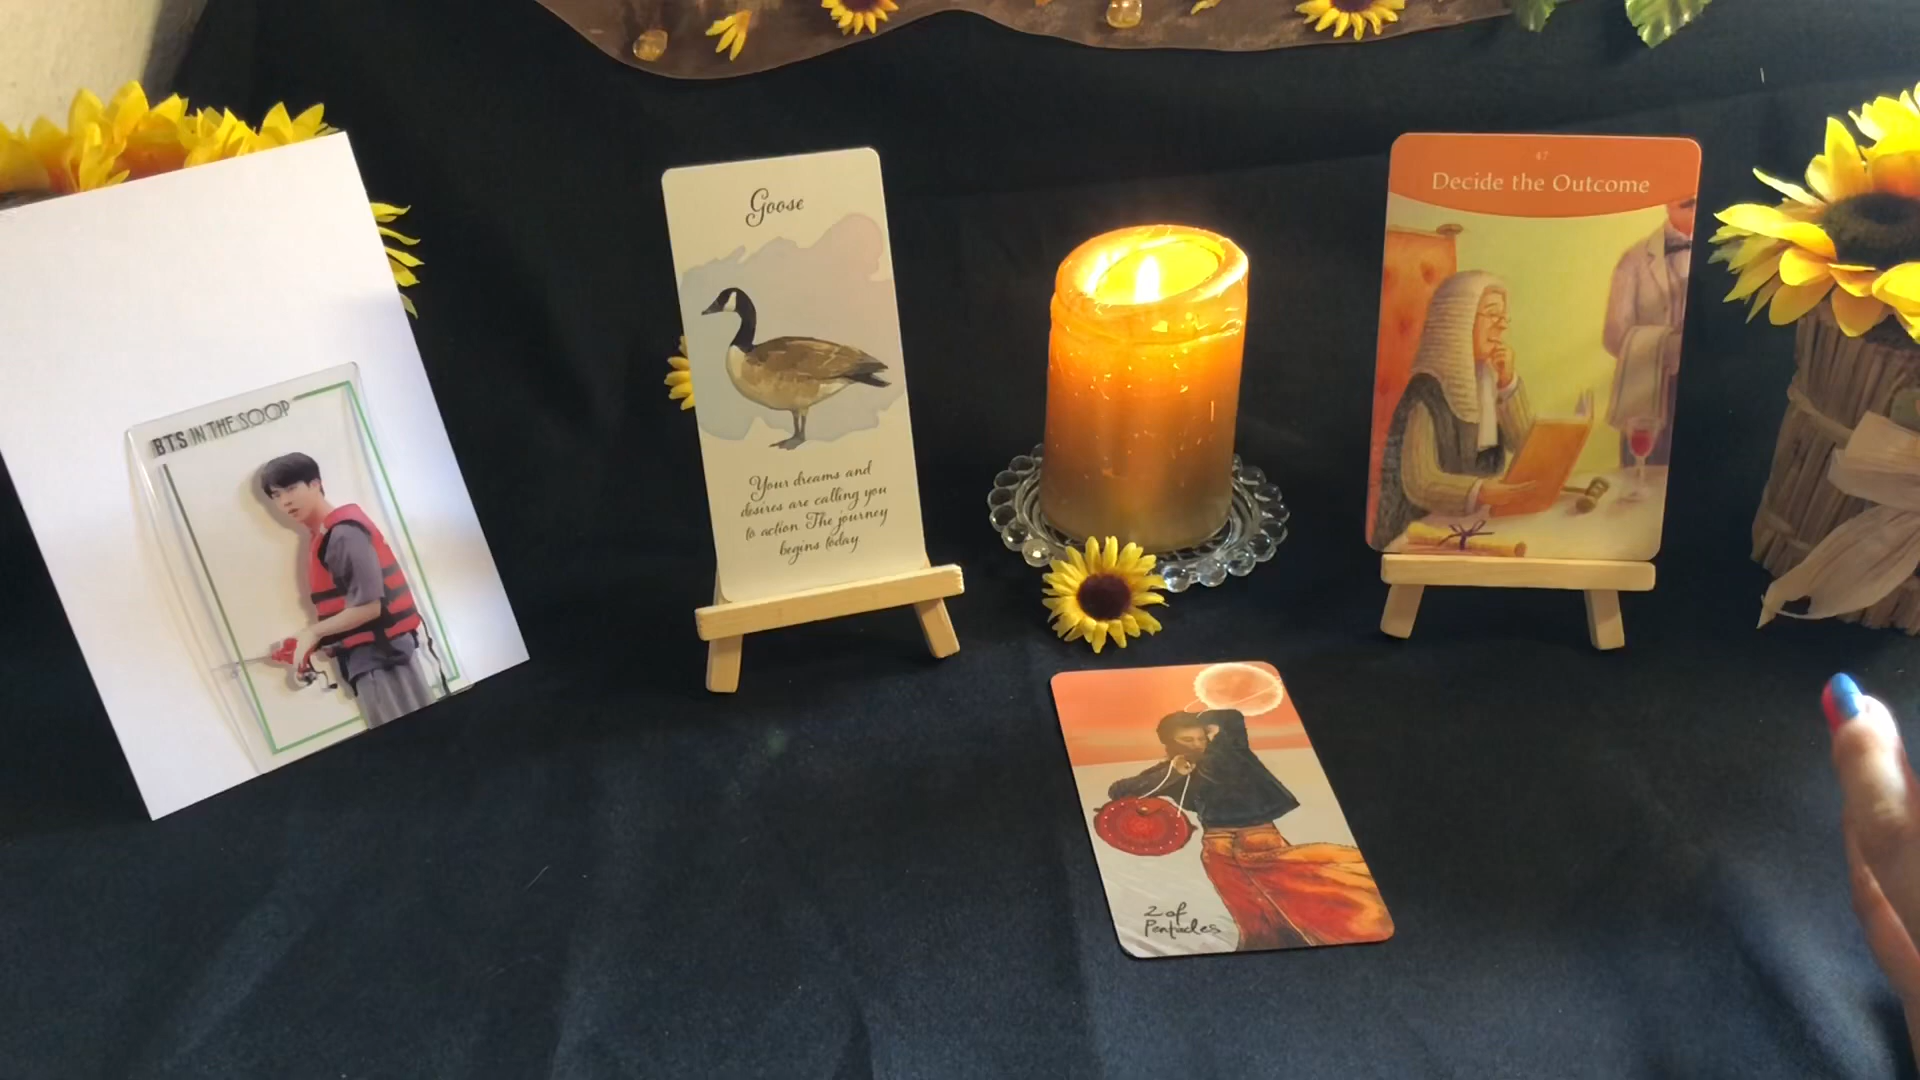 BTS IN THE SOOP
Goose
Your dreams and
desires are calling you
to action. The journey
begins today
47
Decide the Outcome
2 of
Pentacles